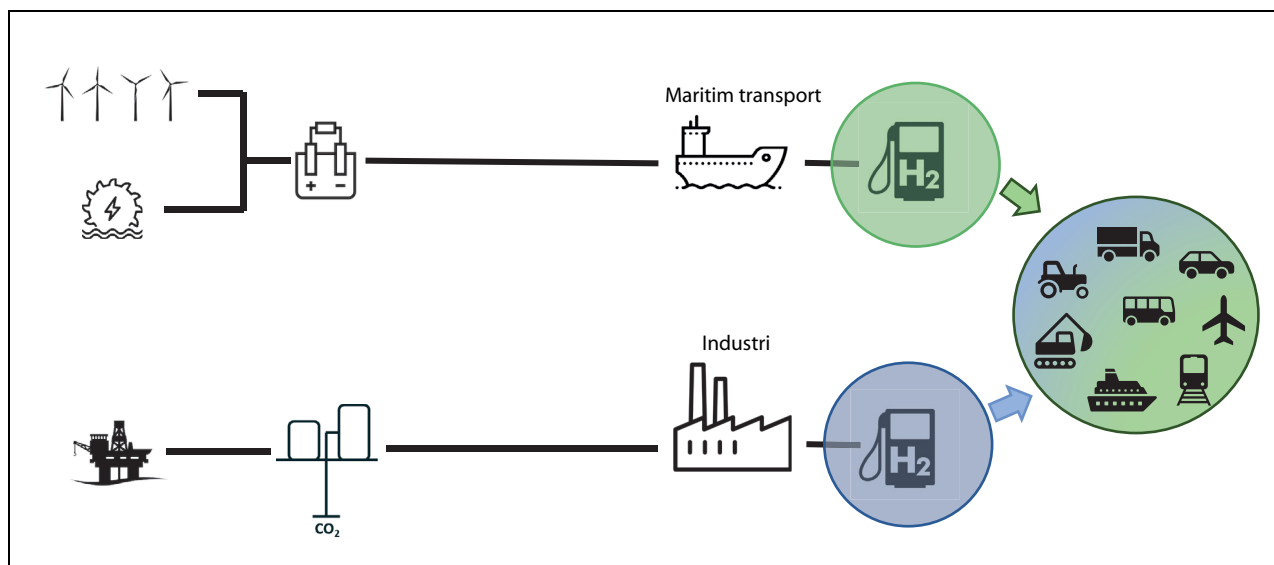 Maritim transport
H2
+ −
Industri
H2
CO₂